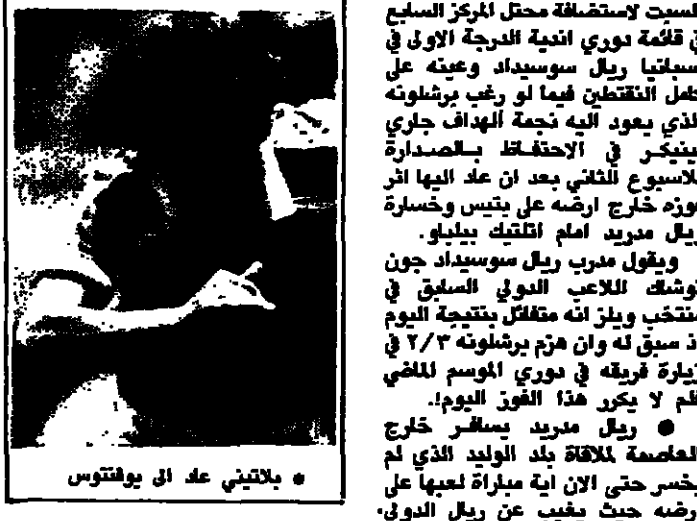 السبت لاستضافة محتل المركز السابع
في قائمة دوري اندية الدرجة الاولى في
سبانيا ريال سوسيداد وعينه على
كامل النقطتين فيما لو رغب برشلونه
الذي يعود اليه نجمة الهداف جاري
ينيكر في الاحتفاظ بالصدارة
للاسبوع الثاني بعد ان عاد اليها اثر
فوزه خارج ارضه على بتيس وخسارة
ريال مدريد امام اتلتيك بيلباو.
ويقول مدرب ريال سوسيداد جون
توشاك اللاعب الدولي السابق في
منتخب ويلز انه متفائل بنتيجة اليوم
اذ سبق له وان هزم برشلونه ٢/٣ في
زيارة فريقه في دوري الموسم الماضي
فلم لا يكرر هذا الفوز اليوم!.
● ريال مدريد يسافر خارج
العاصمة لملاقاة بلد الوليد الذي لم
يخسر حتى الان اية مباراة لعبها على
ارضه حيث يغيب عن ريال الدولي
● بلاتيني عاد الى يوفنتوس